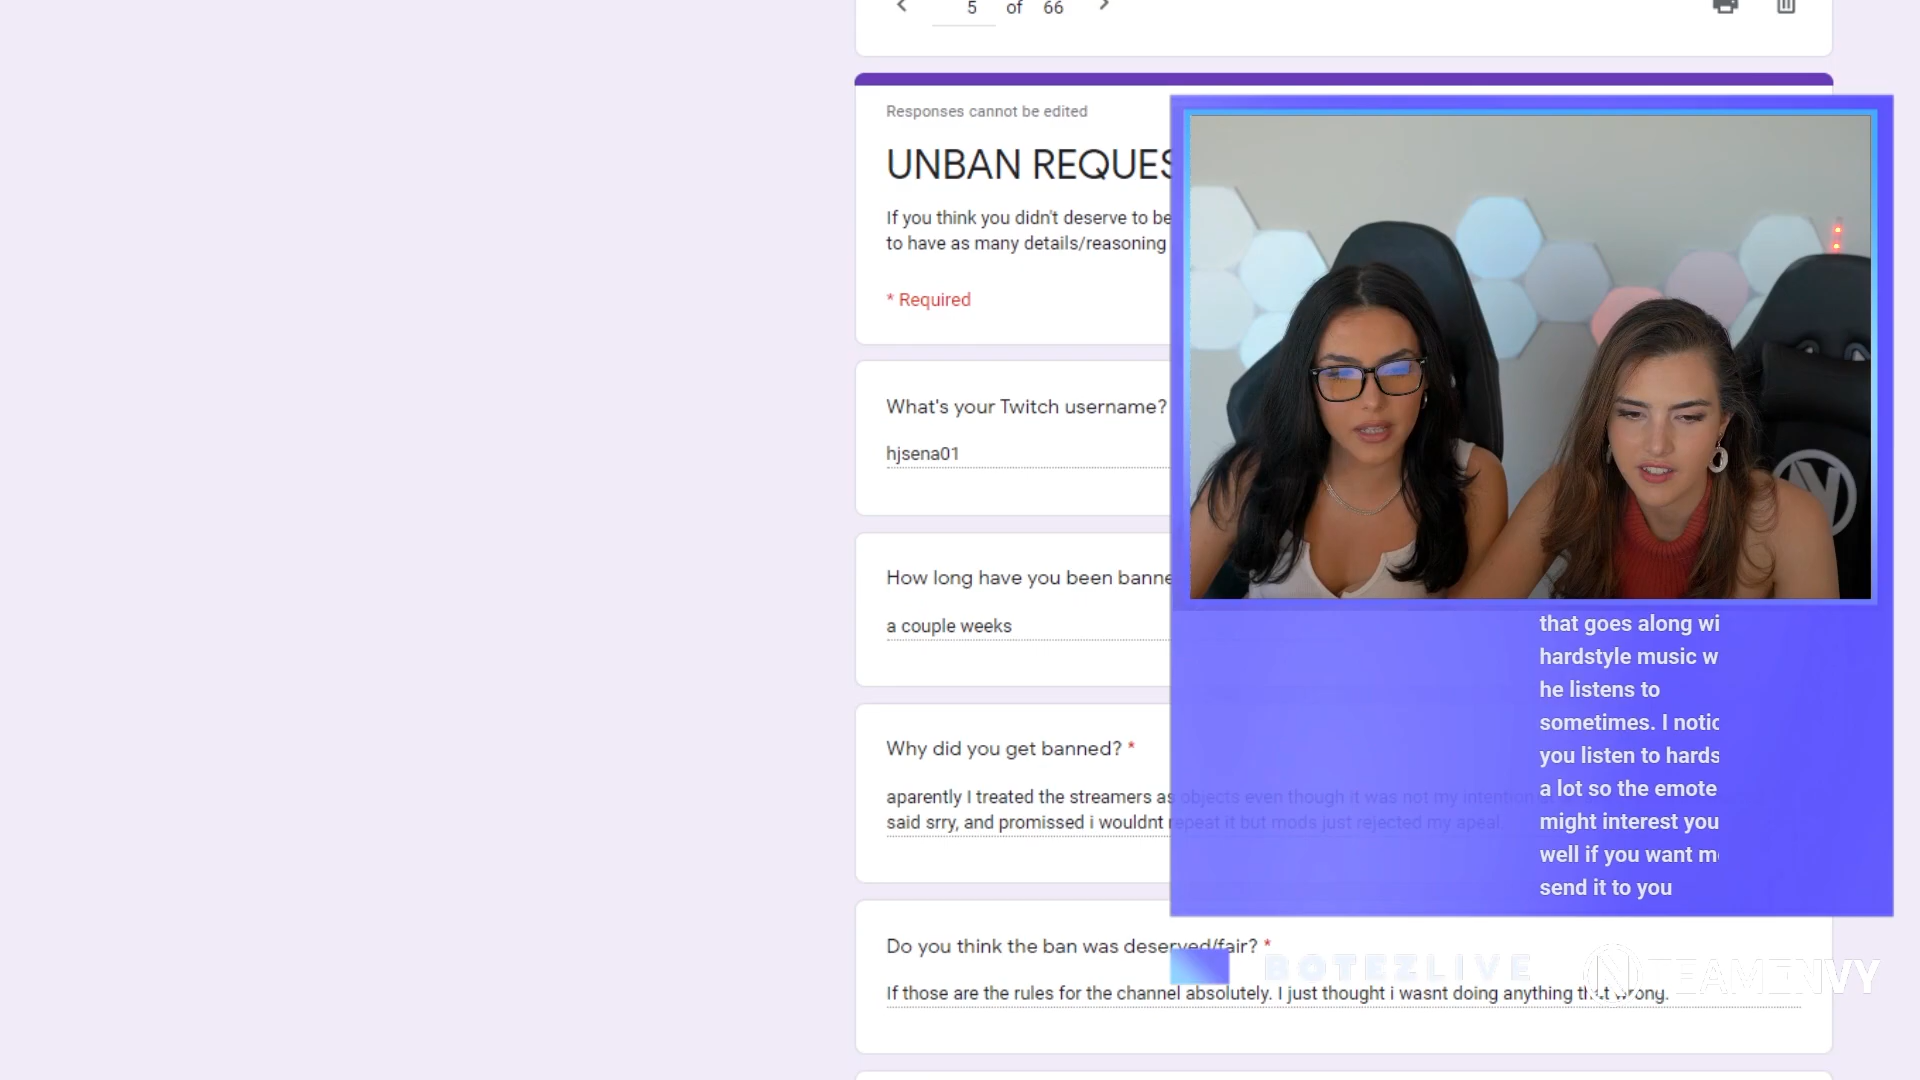 5 of 66
Responses cannot be edited
UNBAN REQUES
If you think you didn't deserve to be
to have as many details/reasoning
* Required
What's your Twitch username?
hjsena01
How long have you been banne
a couple weeks
Why did you get banned? *
aparently I treated the streamers as objects even though it was not my intention
said srry, and promissed i wouldnt repeat it but mods just rejected my apeal
Do you think the ban was deserved/fair? *
If those are the rules for the channel absolutely. I just thought i wasnt doing anything that wrong.
that goes along wi
hardstyle music w
he listens to
sometimes. I notic
you listen to hards
a lot so the emote
might interest you
well if you want m
send it to you
BOTEZLIVE
TEAMENVY